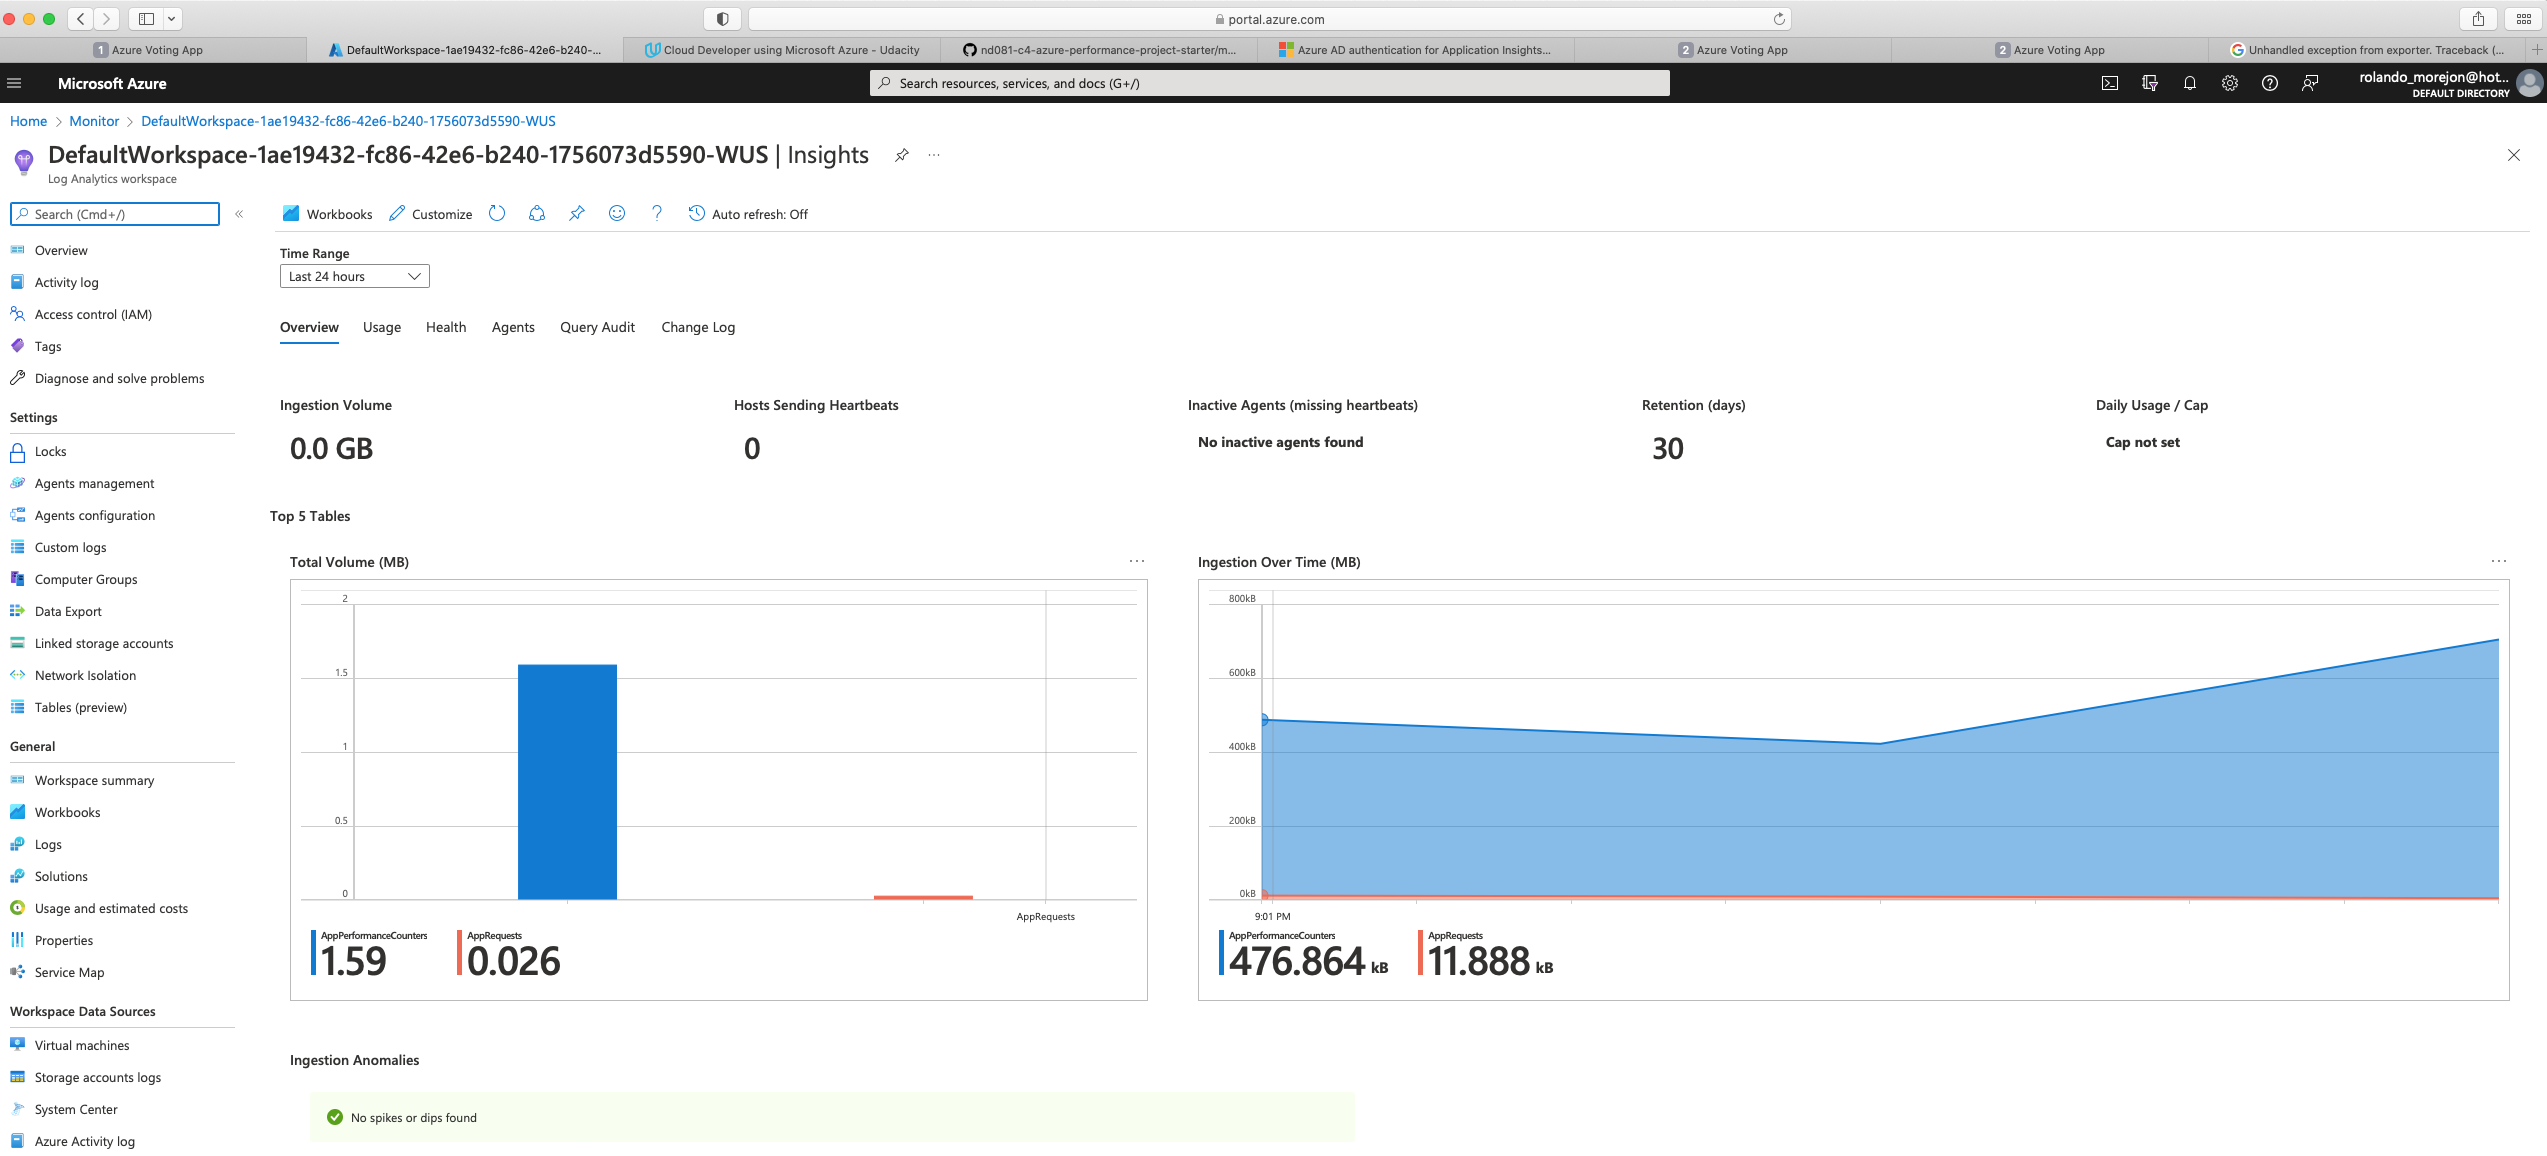 portal.azure.com
1 Azure Voting App
DefaultWorkspace-1ae19432-fc86-42e6-b240-...
Cloud Developer using Microsoft Azure - Udacity
nd081-c4-azure-performance-project-starter/m...
Azure AD authentication for Application Insights...
2 Azure Voting App
2 Azure Voting App
Unhandled exception from exporter. Traceback (...
Microsoft Azure
Search resources, services, and docs (G+/)
rolando_morejon@hot...
DEFAULT DIRECTORY
Home > Monitor > DefaultWorkspace-1ae19432-fc86-42e6-b240-1756073d5590-WUS
DefaultWorkspace-1ae19432-fc86-42e6-b240-1756073d5590-WUS | Insights
Log Analytics workspace
Search (Cmd+/)
Overview
Activity log
Access control (IAM)
Tags
Diagnose and solve problems
Settings
Locks
Agents management
Agents configuration
Custom logs
Computer Groups
Data Export
Linked storage accounts
Network Isolation
Tables (preview)
General
Workspace summary
Workbooks
Logs
Solutions
Usage and estimated costs
Properties
Service Map
Workspace Data Sources
Virtual machines
Storage accounts logs
System Center
Azure Activity log
Workbooks
Customize
Auto refresh: Off
Time Range
Last 24 hours
Overview
Usage
Health
Agents
Query Audit
Change Log
Ingestion Volume
0.0 GB
Hosts Sending Heartbeats
0
Inactive Agents (missing heartbeats)
No inactive agents found
Retention (days)
30
Daily Usage / Cap
Cap not set
Top 5 Tables
Total Volume (MB)
2
1.5
1
0.5
0
AppRequests
AppPerformanceCounters
1.59
AppRequests
0.026
Ingestion Over Time (MB)
800kB
600kB
400kB
200kB
0kB
9:01 PM
AppPerformanceCounters
476.864 kB
AppRequests
11.888 kB
Ingestion Anomalies
No spikes or dips found